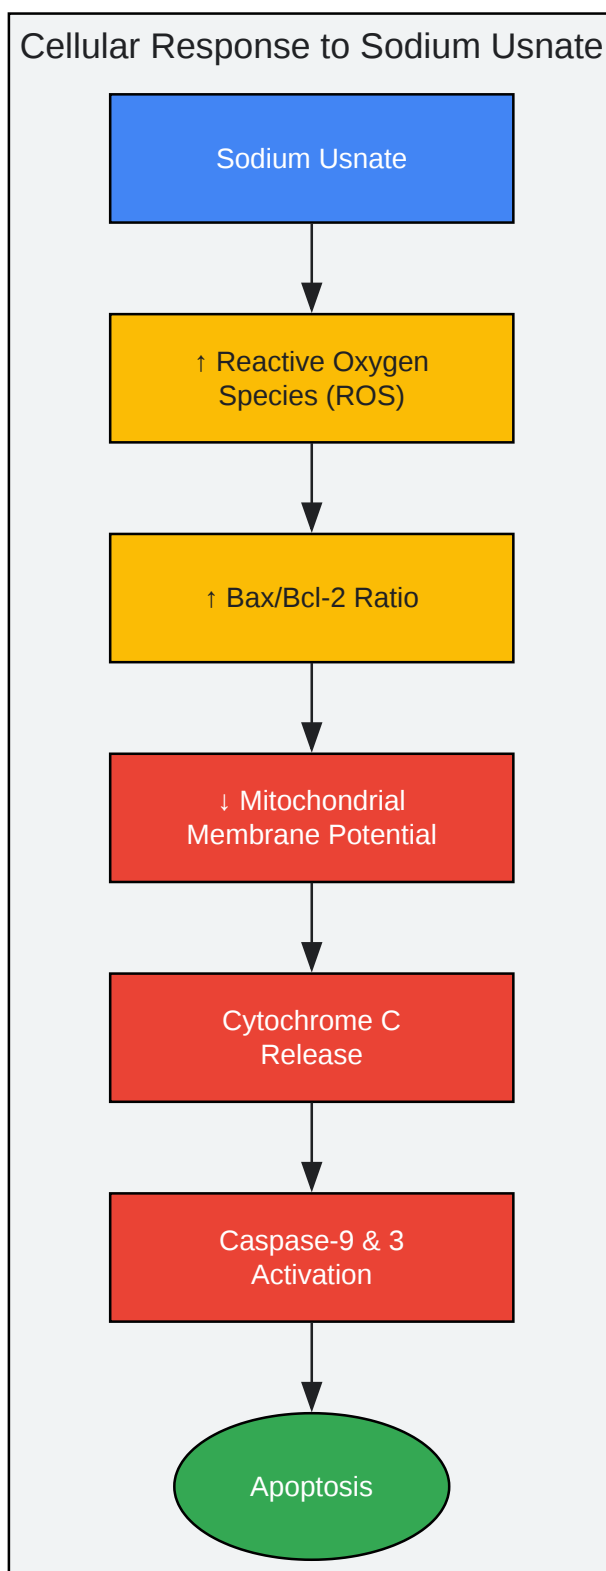 Cellular Response to Sodium Usnate
Sodium Usnate
↑ Reactive Oxygen
Species (ROS)
↑ Bax/Bcl-2 Ratio
↓ Mitochondrial
Membrane Potential
Cytochrome C
Release
Caspase-9 & 3
Activation
Apoptosis